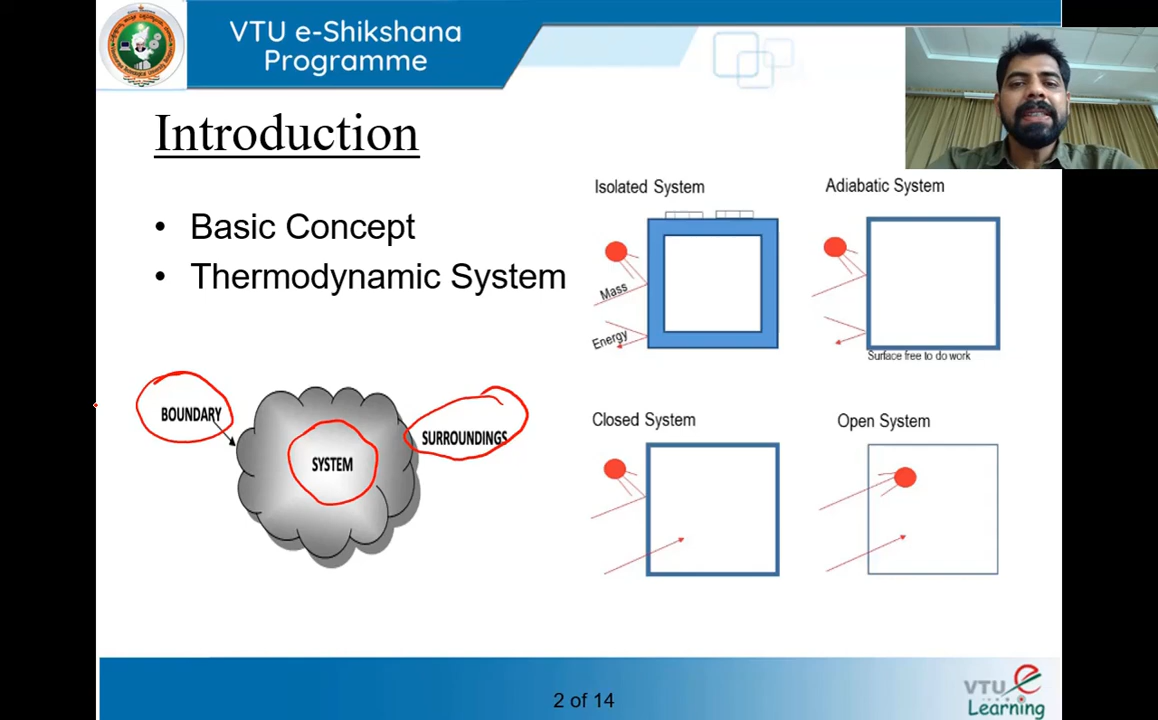 VTU e-Shikshana
Programme
Introduction
• Basic Concept
• Thermodynamic System
BOUNDARY
SYSTEM
SURROUNDINGS
Isolated System
Mass
Energy
Adiabatic System
Surface free to do work
Closed System
Open System
2 of 14
VTU e
Learning